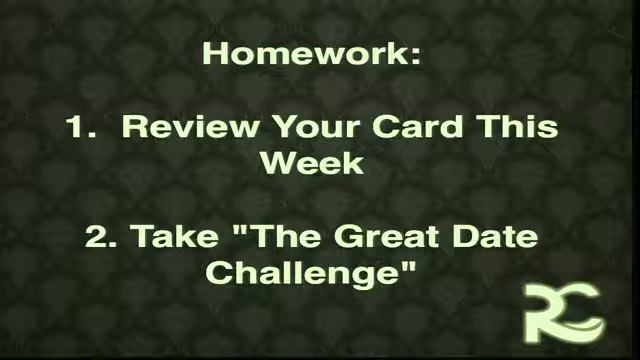 Homework:
1. Review Your Card This
Week
2. Take "The Great Date
Challenge"
RC